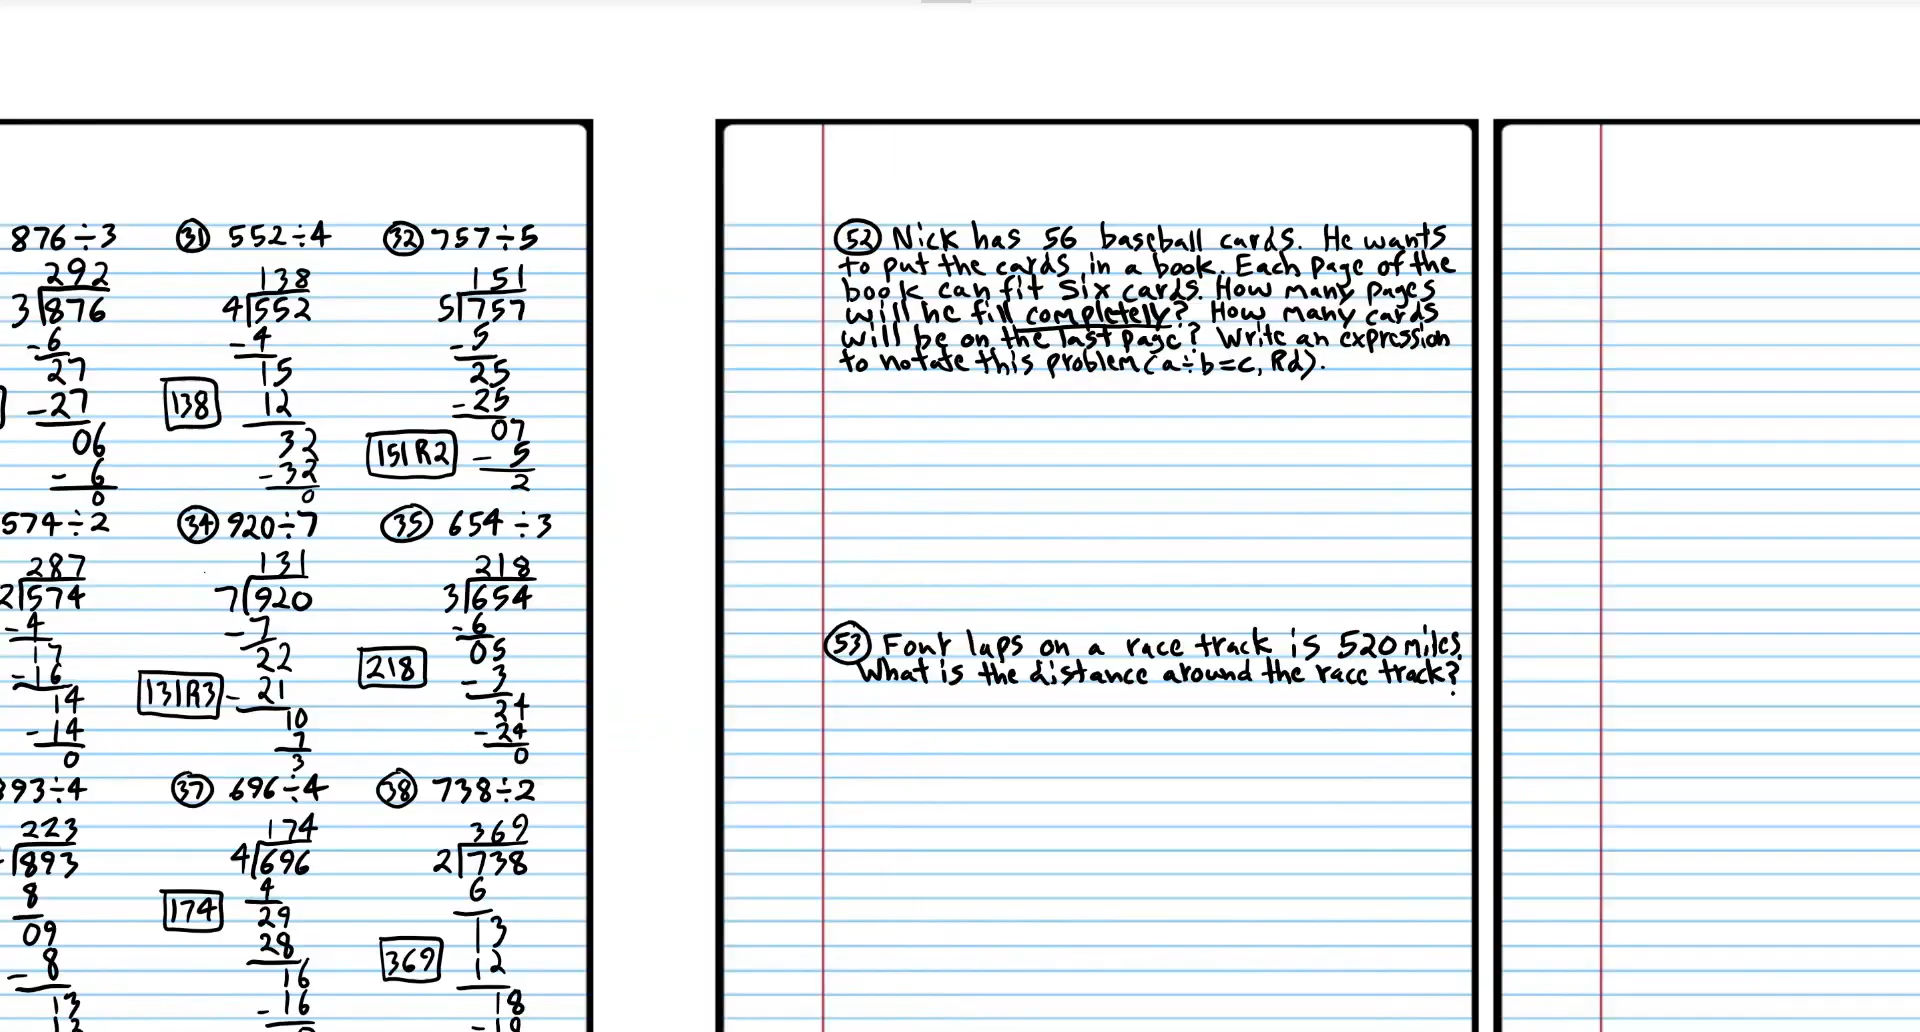 876÷3 ㉛ 552÷4 ㉜ 757÷5
292 138 151
3 876 4 552 5 757
-6 -4 -5
27 15 25
-27 138 12 -25
06 32 07
- 6 -32 151R2 - 5
0 0 2
574÷2 ㉞ 920÷7 ㉟ 654÷3
287 131 218
2 574 7 920 3 654
-4 -7 -6
17 22 05
-16 131R3 -21 218 -3
14 10 24
-14 7 -24
0 3 0
93÷4 ㊲ 696÷4 ㊳ 738÷2
223 174 369
893 4 696 2 738
8 4 6
09 174 29 13
-8 28 369 12
13 16 18
12 -16 -18
52 Nick has 56 baseball cards. He wants
to put the cards in a book. Each page of the
book can fit six cards. How many pages
will he fill completely? How many cards
will be on the last page? Write an expression
to notate this problem (a÷b=c, Rd).
53 Four laps on a race track is 520 miles.
What is the distance around the race track?